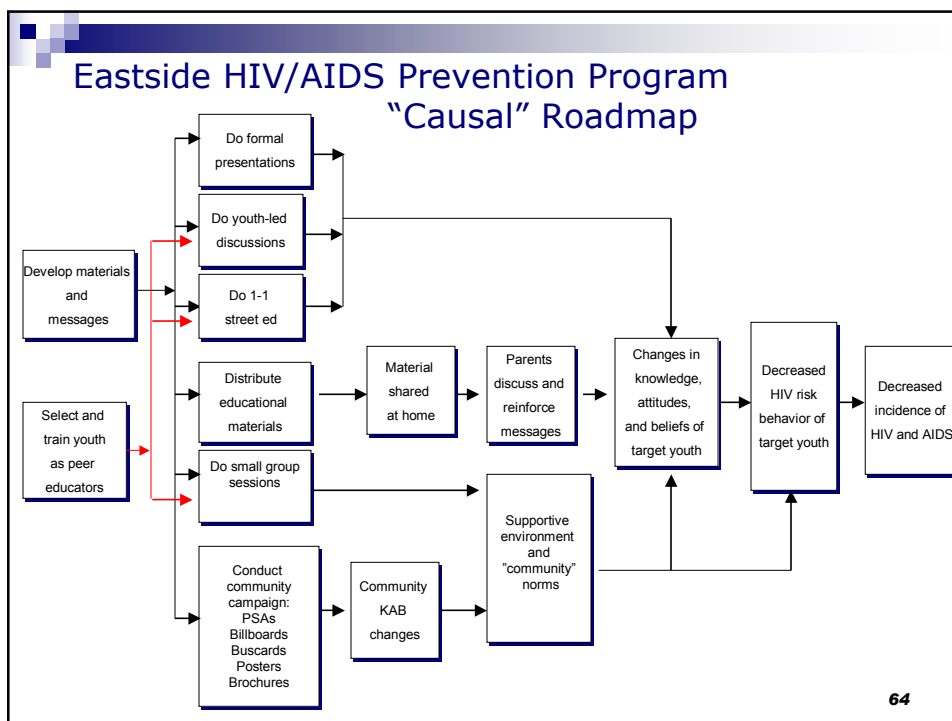 Eastside HIV/AIDS Prevention Program
“Causal” Roadmap
Do formal
presentations
Do youth-led
discussions
Develop materials
and
messages
Do 1-1
street ed
Distribute
educational
materials
Material
shared
at home
Parents
discuss and
reinforce
messages
Changes in
knowledge,
attitudes,
and beliefs of
target youth
Decreased
HIV risk
behavior of
target youth
Decreased
incidence of
HIV and AIDS
Select and
train youth
as peer
educators
Do small group
sessions
Supportive
environment
and
”community”
norms
Conduct
community
campaign:
PSAs
Billboards
Buscards
Posters
Brochures
Community
KAB
changes
64